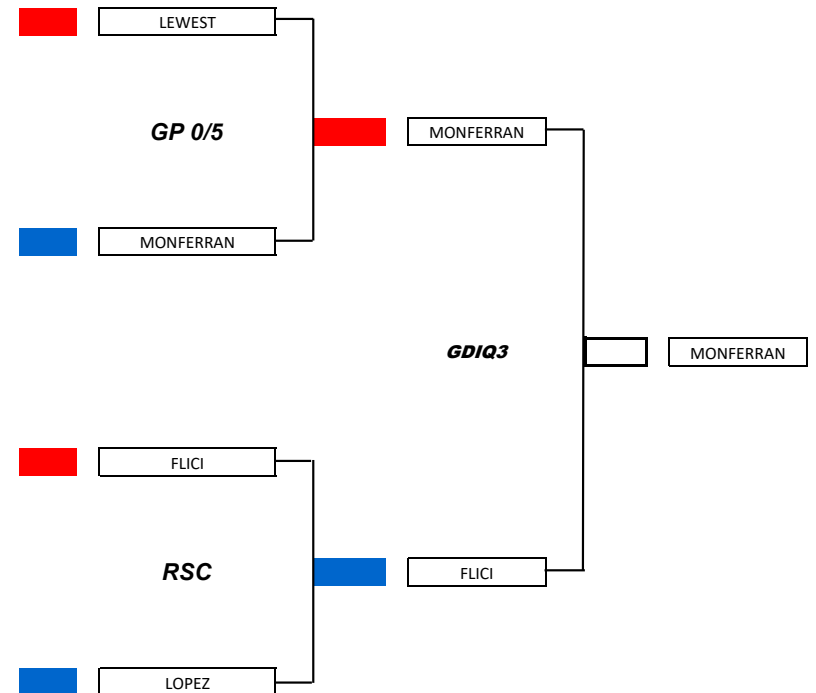 LEWEST
GP 0/5
MONFERRAN
MONFERRAN
GDIQ3
MONFERRAN
FLICI
RSC
FLICI
LOPEZ